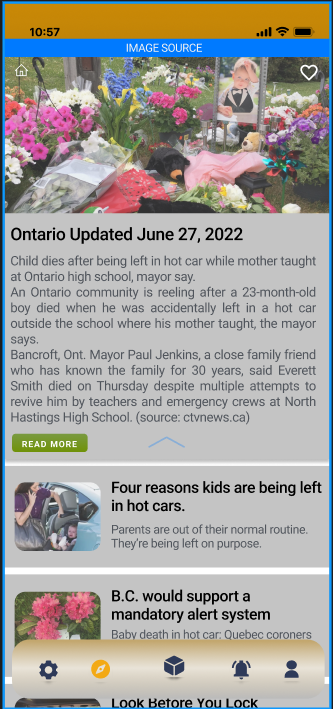 10:57
IMAGE SOURCE
Ontario Updated June 27, 2022
Child dies after being left in hot car while mother taught
at Ontario high school, mayor say.
An Ontario community is reeling after a 23-month-old
boy died when he was accidentally left in a hot car
outside the school where his mother taught, the mayor
says.
Bancroft, Ont. Mayor Paul Jenkins, a close family friend
who has known the family for 30 years, said Everett
Smith died on Thursday despite multiple attempts to
revive him by teachers and emergency crews at North
Hastings High School. (source: ctvnews.ca)
READ MORE
Four reasons kids are being left
in hot cars.
Parents are out of their normal routine.
They're being left on purpose.
B.C. would support a
mandatory alert system
Baby death in hot car: Quebec coroners
Look Before You Lock